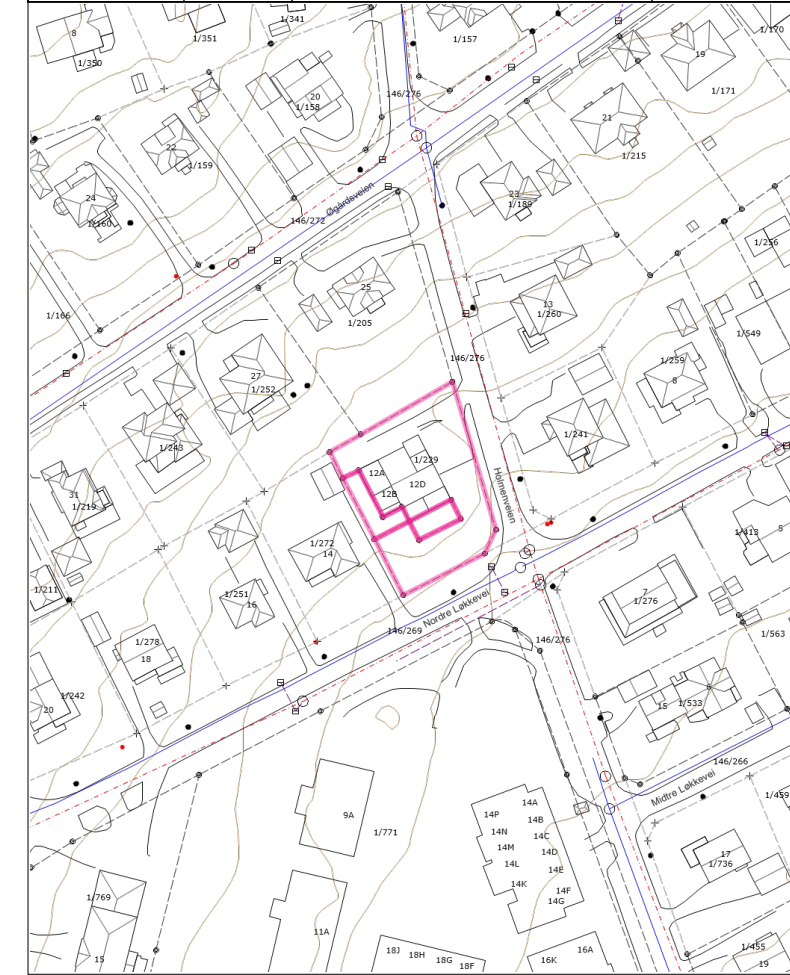 1/341
1/170
8
1/351
1/157
1/350
19
1/171
20
1/158
146/276
21
22
1/159
1/215
24
1/160
23
1/189
Øgårdsveien
146/272
1/256
25
1/166
1/205
13
1/260
1/549
146/276
1/259
8
27
1/252
1/243
1/241
1/229
12A
12D
12B
Holmenveien
31
1/219
1/413
5
1/272
14
1/211
1/251
16
7
1/276
Nordre Løkkevei
146/269
146/276
1/563
1/278
18
1/242
20
6
15
1/533
146/266
Midtre Løkkevei
1/459
9A
1/771
14A
14P
14B
14N
14C
14M
14D
14L
14E
14K
14F
14G
17
1/736
1/769
11A
15
18J
18H
18G
18F
16A
16K
1/455
19